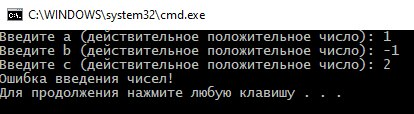 C:\WINDOWS\system32\cmd.exe
Введите a (действительное положительное число): 1
Введите b (действительное положительное число): -1
Введите c (действительное положительное число): 2
Ошибка введения чисел!
Для продолжения нажмите любую клавишу . . .